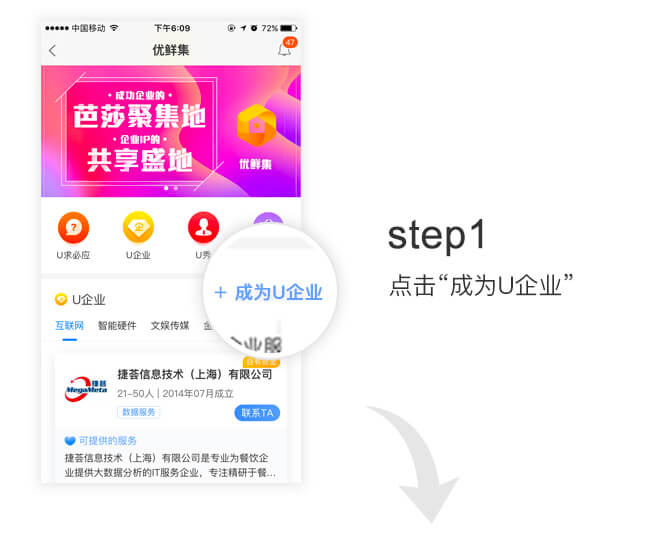 中国移动
下午6:09
72%
优鲜集
47
成功企业的
芭莎聚集地
企业IP的
共享盛地
优鲜集
U求必应
U企业
U秀
+ 成为U企业
U企业
互联网
智能硬件
文娱传媒
企业服
捷荟
MegaMeta
捷荟信息技术（上海）有限公司
21-50人 | 2014年07月成立
数据服务
联系TA
可提供的服务
捷荟信息技术（上海）有限公司是专业为餐饮企
业提供大数据分析的IT服务企业，专注精研于餐...
step1
点击“成为U企业”